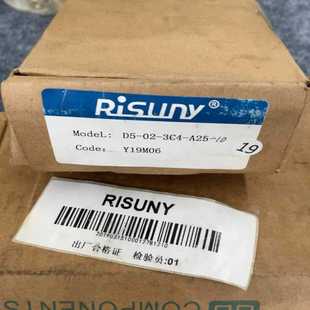 RiSUNY®
Model: D5-02-3C4-A25-10
Code: Y19M06
19
RISUNY
出厂合格证 检验员:01
COMPONENTS